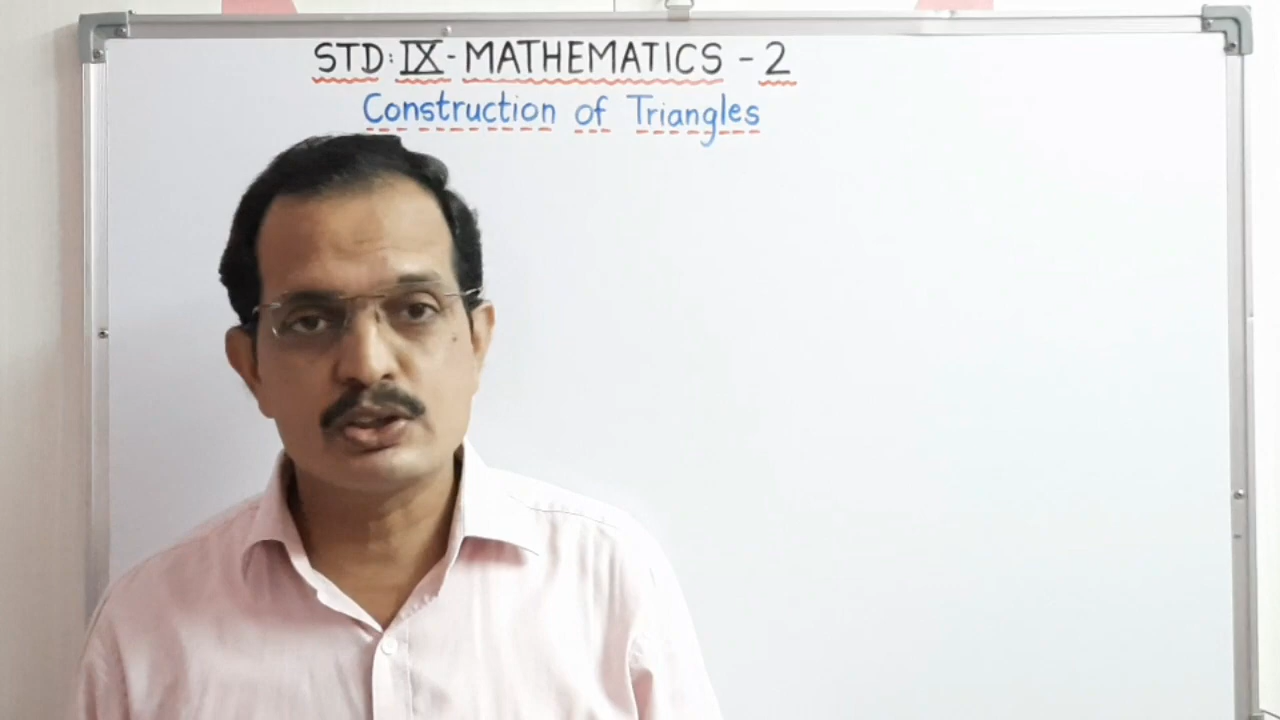 STD: IX - MATHEMATICS - 2
Construction of Triangles